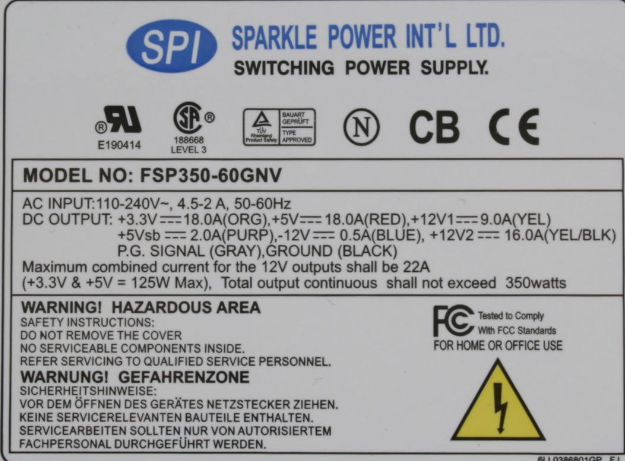 SPI SPARKLE POWER INT'L LTD.
SWITCHING POWER SUPPLY.
E190414
188668
LEVEL 3
TÜV
Rheinland
Product Safety
BAUART
GEPRÜFT
TYPE
APPROVED
N
CB CE
MODEL NO: FSP350-60GNV
AC INPUT:110-240V~, 4.5-2 A, 50-60Hz
DC OUTPUT: +3.3V⎓18.0A(ORG),+5V⎓18.0A(RED),+12V1⎓9.0A(YEL)
+5Vsb⎓2.0A(PURP),-12V⎓0.5A(BLUE), +12V2⎓16.0A(YEL/BLK)
P.G. SIGNAL (GRAY),GROUND (BLACK)
Maximum combined current for the 12V outputs shall be 22A
(+3.3V & +5V = 125W Max), Total output continuous shall not exceed 350watts
WARNING! HAZARDOUS AREA
SAFETY INSTRUCTIONS:
DO NOT REMOVE THE COVER
NO SERVICEABLE COMPONENTS INSIDE.
REFER SERVICING TO QUALIFIED SERVICE PERSONNEL.
WARNUNG! GEFAHRENZONE
SICHERHEITSHINWEISE:
VOR DEM ÖFFNEN DES GERÄTES NETZSTECKER ZIEHEN.
KEINE SERVICERELEVANTEN BAUTEILE ENTHALTEN.
SERVICEARBEITEN SOLLTEN NUR VON AUTORISIERTEM
FACHPERSONAL DURCHGEFÜHRT WERDEN.
FC Tested to Comply
With FCC Standards
FOR HOME OR OFFICE USE